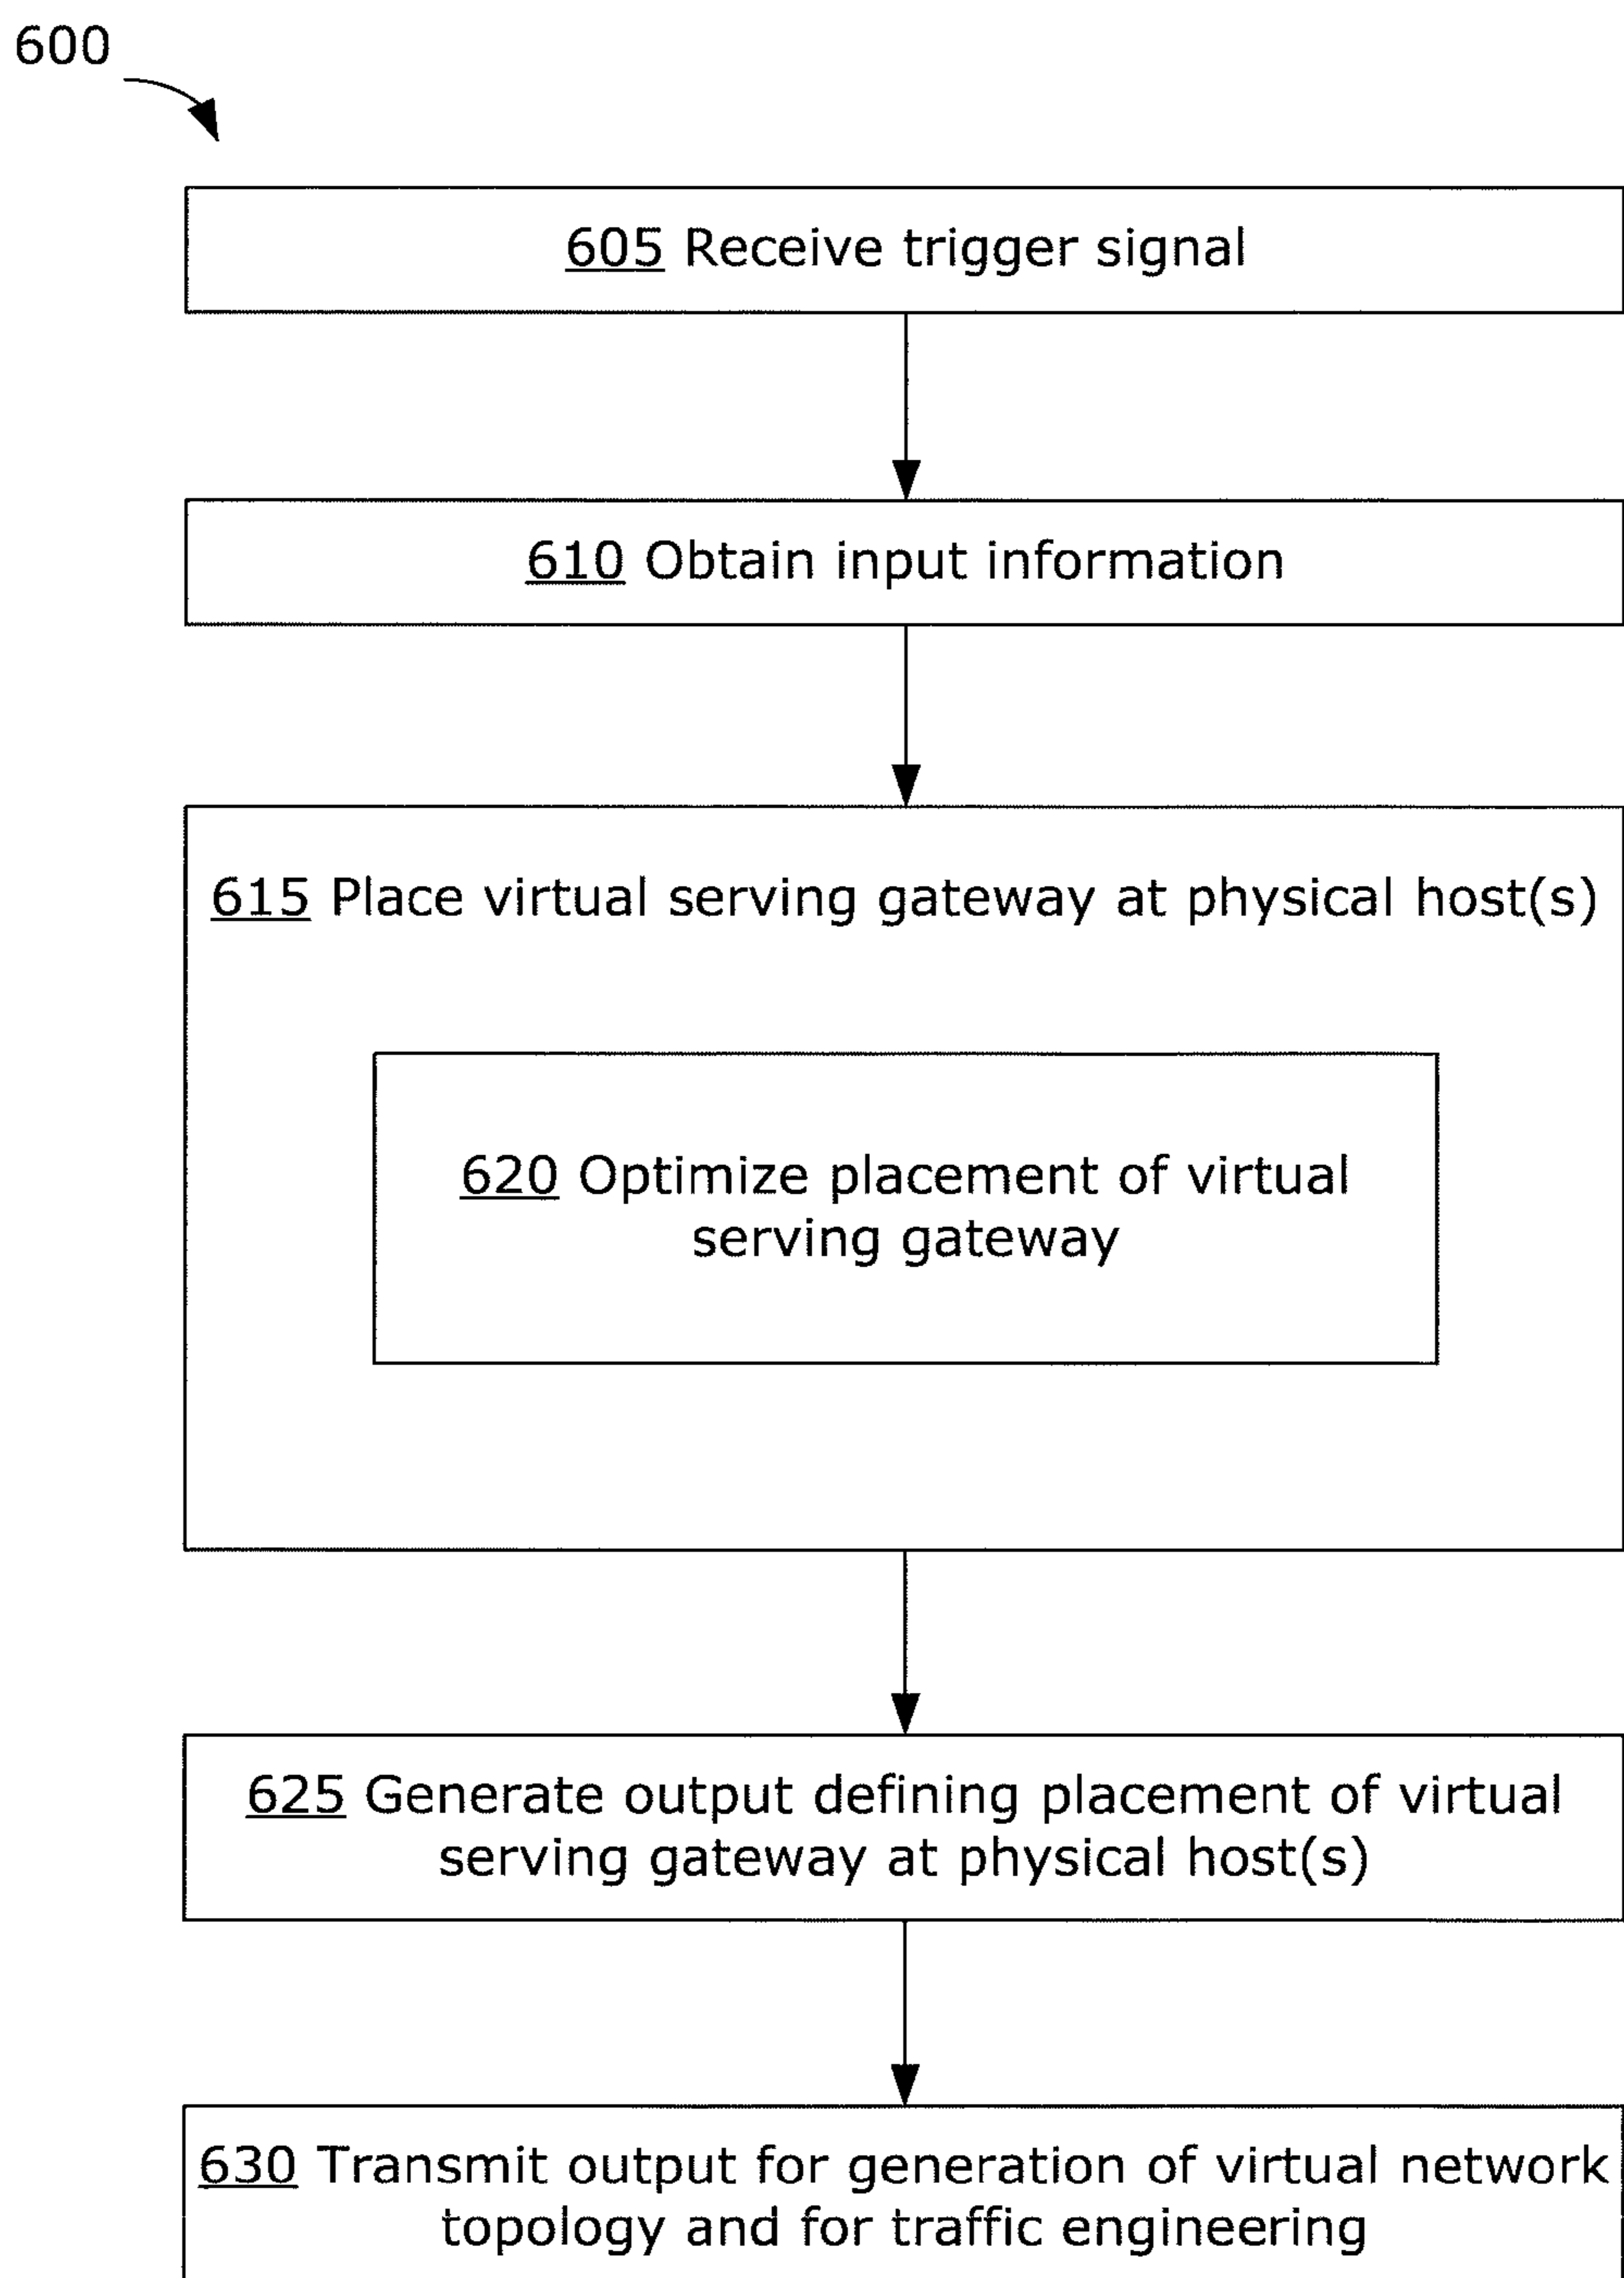 600
605 Receive trigger signal
610 Obtain input information
615 Place virtual serving gateway at physical host(s)
620 Optimize placement of virtual
serving gateway
625 Generate output defining placement of virtual
serving gateway at physical host(s)
630 Transmit output for generation of virtual network
topology and for traffic engineering